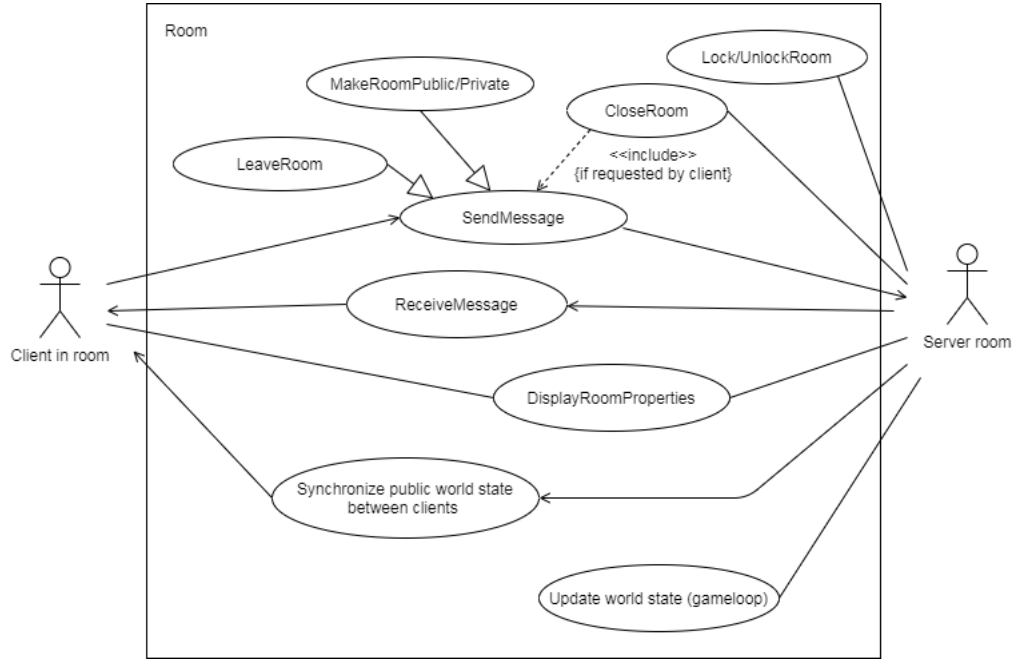 Room
Lock/UnlockRoom
MakeRoomPublic/Private
CloseRoom
<<include>>
{if requested by client}
LeaveRoom
SendMessage
ReceiveMessage
Client in room
Server room
DisplayRoomProperties
Synchronize public world state
between clients
Update world state (gameloop)